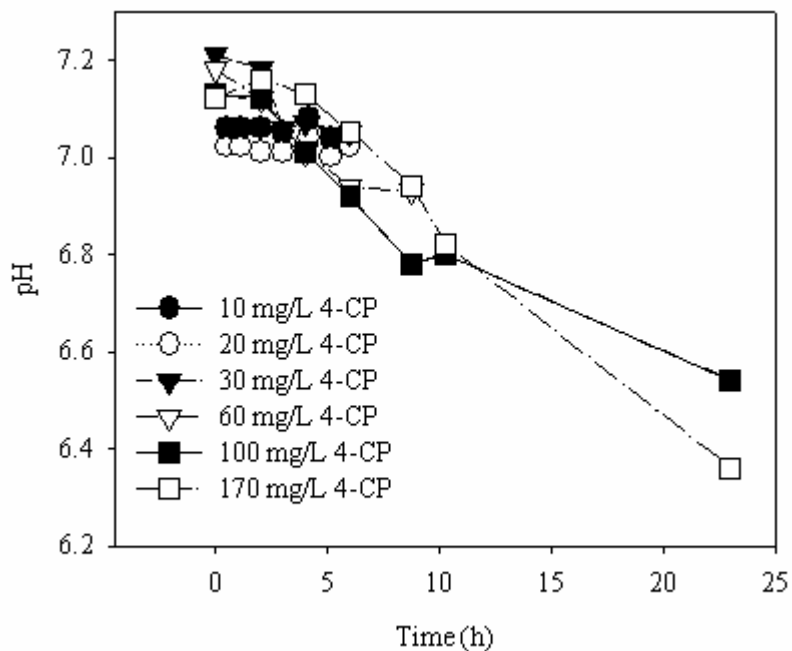 7.2
7.0
6.8
6.6
6.4
6.2
pH
10 mg/L 4-CP
20 mg/L 4-CP
30 mg/L 4-CP
60 mg/L 4-CP
100 mg/L 4-CP
170 mg/L 4-CP
0 5 10 15 20 25
Time (h)